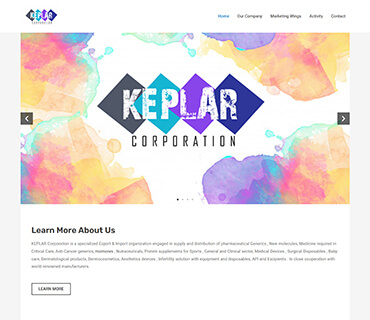 KEPLAR
CORPORATION
Home Our Company Marketing Wings Activity Contact
KEPLAR
CORPORATION
Learn More About Us
KEPLAR Corporation is a specialized Export & Import organization engaged in supply and distribution of pharmaceutical Generics , New molecules, Medicine required in
Critical Care, Anti-Cancer generics, Hormones , Nutraceuticals, Protein supplements for Sports , General and Clinical sector, Medical Devices , Surgical Disposables , Baby
care, Dermatological products, Dermocosmetics, Aesthetics devices . Infertility solution with equipment and disposables, API and Excipients . In close cooperation with
world renowned manufacturers.
LEARN MORE